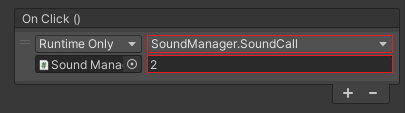 On Click ()
Runtime Only SoundManager.SoundCall
Sound Mana 2